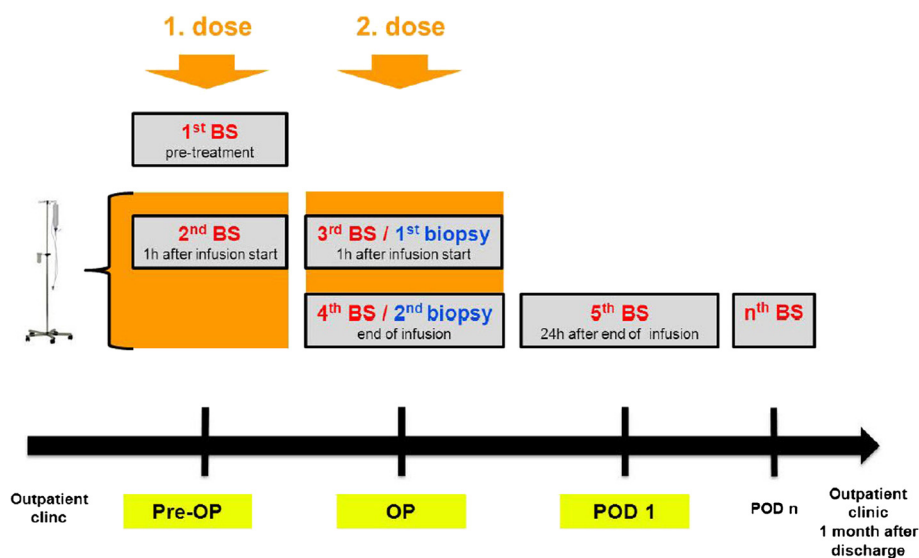 1. dose
2. dose
1st BS
pre-treatment
2nd BS
1h after infusion start
3rd BS / 1st biopsy
1h after infusion start
4th BS / 2nd biopsy
end of infusion
5th BS
24h after end of infusion
nth BS
Outpatient
clinc
Pre-OP
OP
POD 1
POD n
Outpatient
clinic
1 month after
discharge